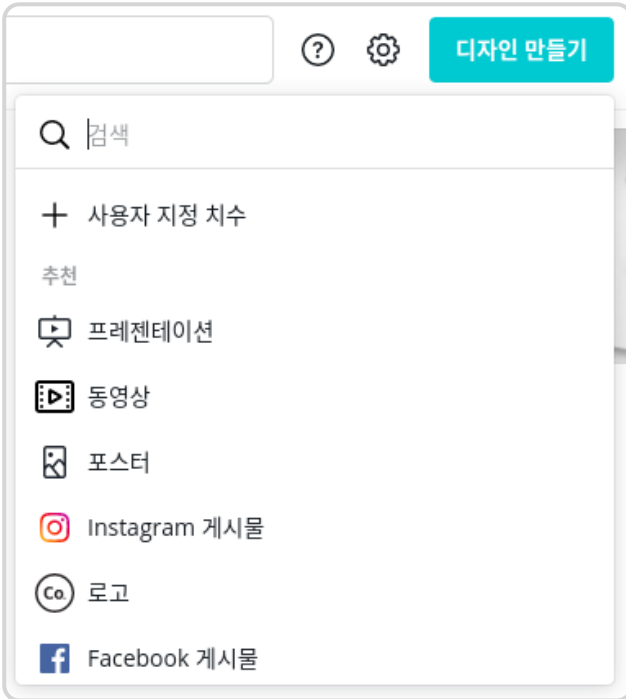 디자인 만들기
검색
사용자 지정 치수
추천
프레젠테이션
동영상
포스터
Instagram 게시물
Co. 로고
Facebook 게시물